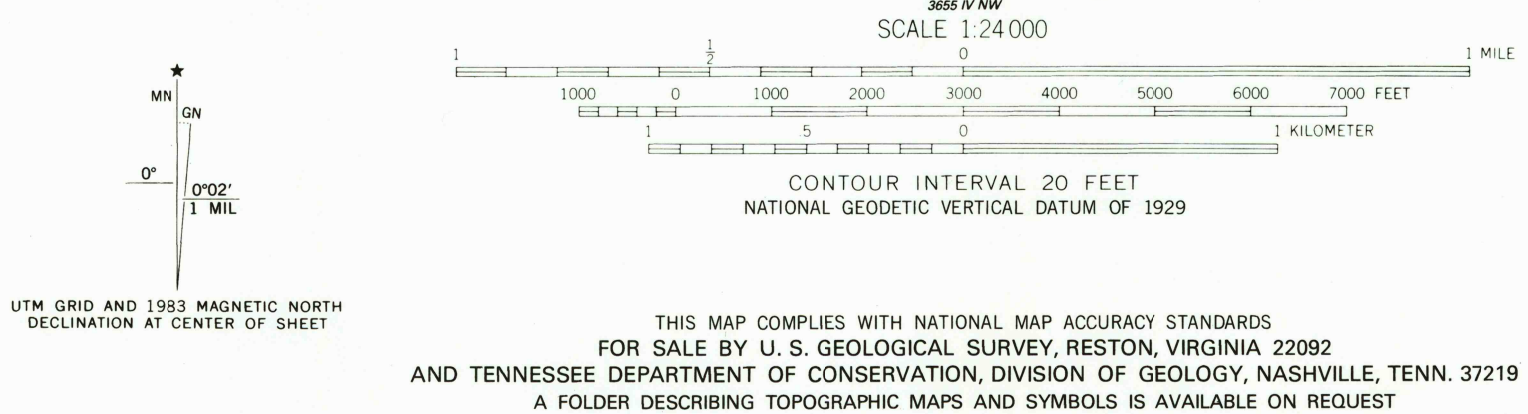 3655 IV NW
SCALE 1:24 000
1 1/2 0 1 MILE
1000 0 1000 2000 3000 4000 5000 6000 7000 FEET
1 .5 0 1 KILOMETER
CONTOUR INTERVAL 20 FEET
NATIONAL GEODETIC VERTICAL DATUM OF 1929
★
MN
GN
0°
0°02′
1 MIL
UTM GRID AND 1983 MAGNETIC NORTH
DECLINATION AT CENTER OF SHEET
THIS MAP COMPLIES WITH NATIONAL MAP ACCURACY STANDARDS
FOR SALE BY U. S. GEOLOGICAL SURVEY, RESTON, VIRGINIA 22092
AND TENNESSEE DEPARTMENT OF CONSERVATION, DIVISION OF GEOLOGY, NASHVILLE, TENN. 37219
A FOLDER DESCRIBING TOPOGRAPHIC MAPS AND SYMBOLS IS AVAILABLE ON REQUEST